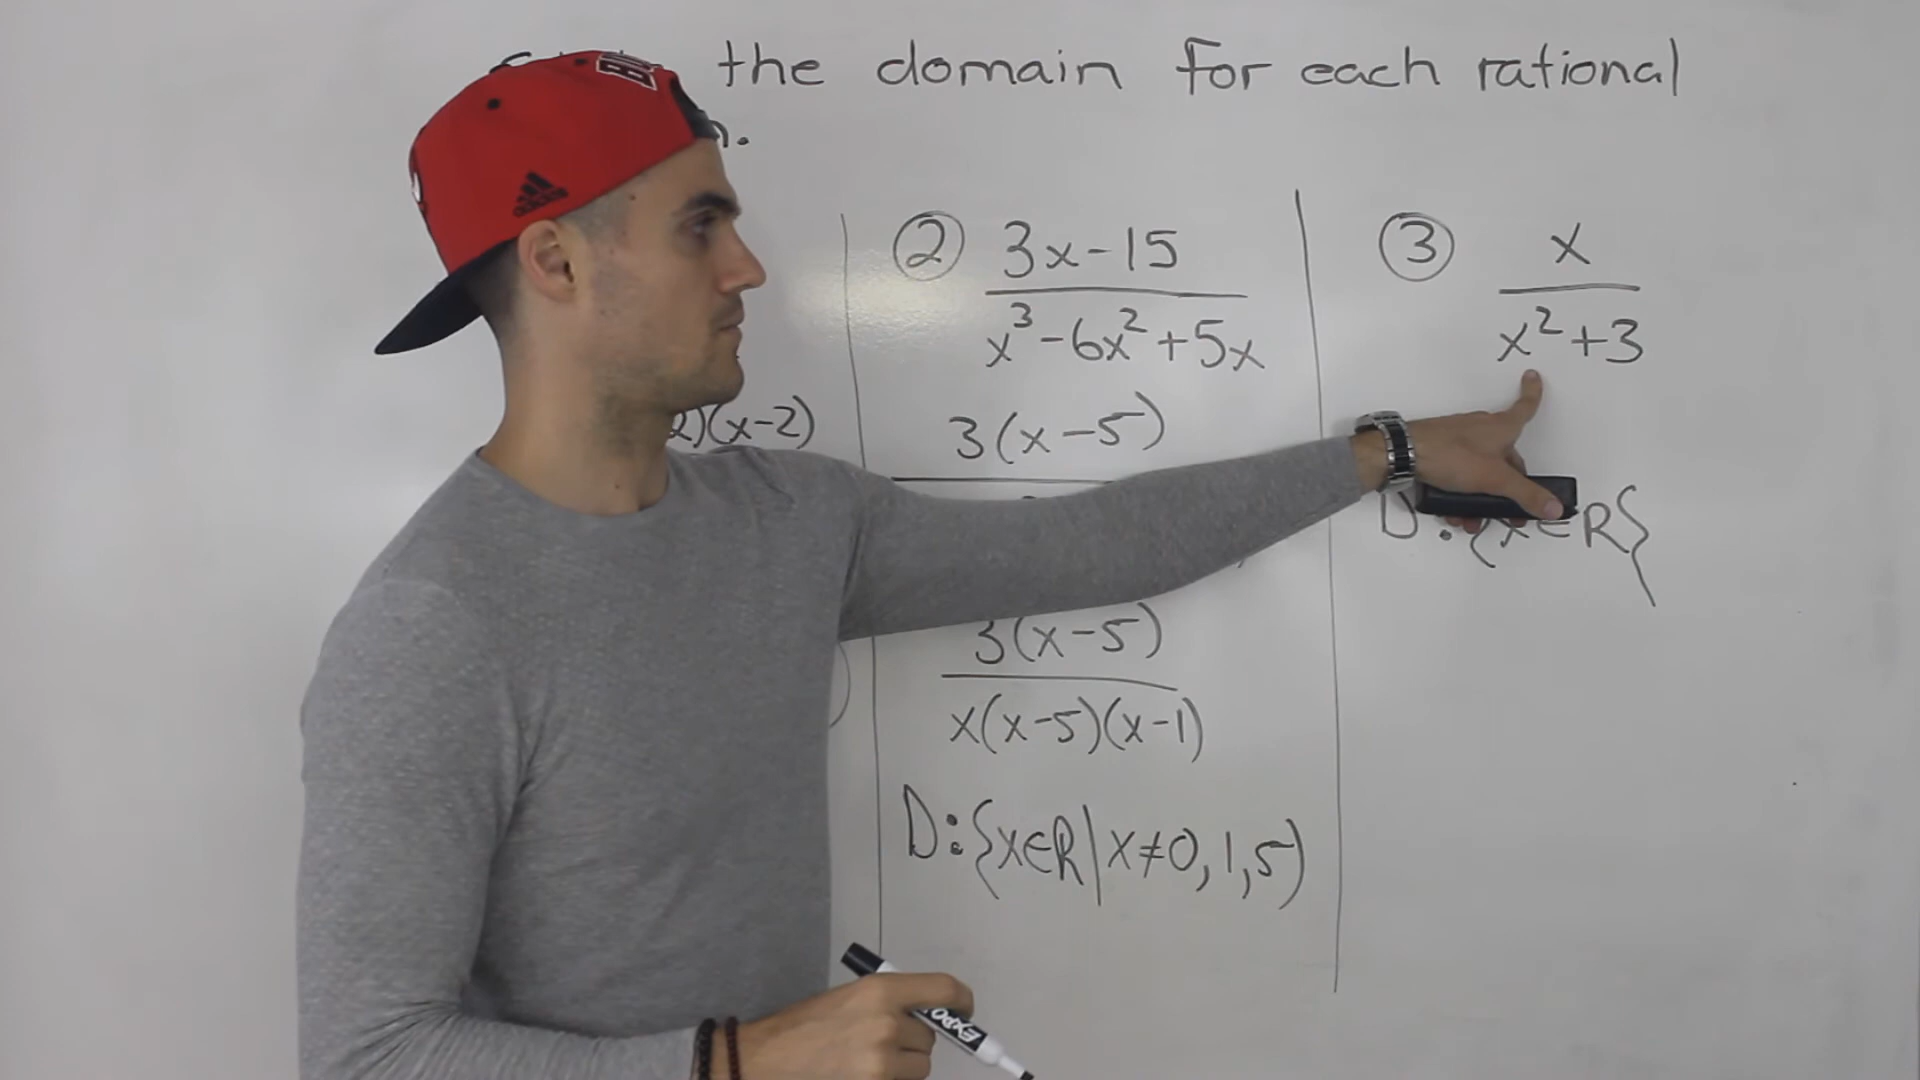 the domain for each rational
② 3x-15
x³-6x²+5x
3(x-5)
3(x-5)
x(x-5)(x-1)
D:{x∈R|x≠0,1,5}
③ x
x²+3
D:{x∈R}
2)(x-2)
adidas
EXPO